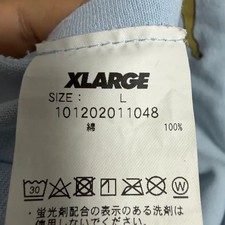 XLARGE
SIZE: L
101202011048
綿 100%
30 W
・蛍光剤配合の表示のある洗剤は
使用しないでください。